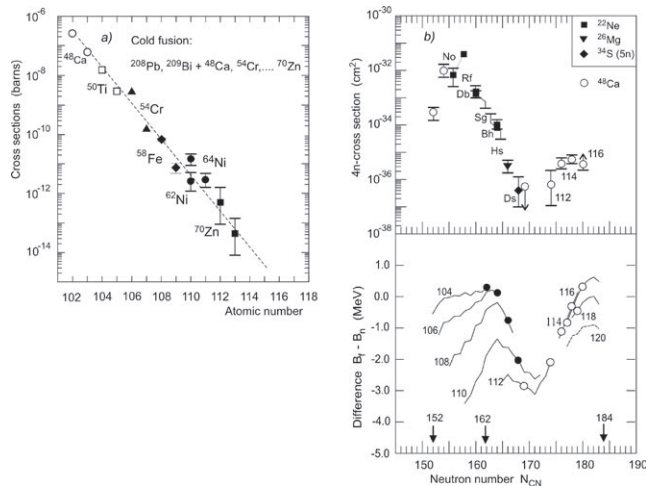 a)
Cold fusion:
²⁰⁸Pb, ²⁰⁹Bi + ⁴⁸Ca, ⁵⁴Cr,.... ⁷⁰Zn
⁴⁸Ca
⁵⁰Ti
⁵⁴Cr
⁵⁸Fe
⁶⁴Ni
⁶²Ni
⁷⁰Zn
Cross sections (barns)
10⁻⁶
10⁻⁸
10⁻¹⁰
10⁻¹²
10⁻¹⁴
102 104 106 108 110 112 114 116 118
Atomic number
b)
²²Ne
²⁶Mg
³⁴S (5n)
⁴⁸Ca
4n-cross section (cm²)
4n-10⁻³⁰
10⁻³²
10⁻³⁴
10⁻³⁶
10⁻³⁸
No
Rf
Db
Sg
Bh
Hs
Ds
116
114
112
Difference B_f - B_n (MeV)
0.0
-1.0
-2.0
-3.0
-4.0
-5.0
104
106
108
110
112
116
114
118
120
152
162
184
150 160 170 180 190
Neutron number N_CN